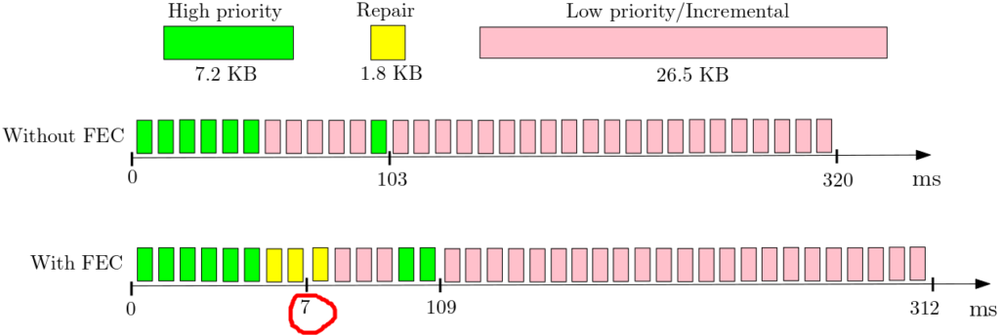 High priority Repair Low priority/Incremental
7.2 KB 1.8 KB 26.5 KB
Without FEC
0 103 320 ms
With FEC
0 7 109 312 ms